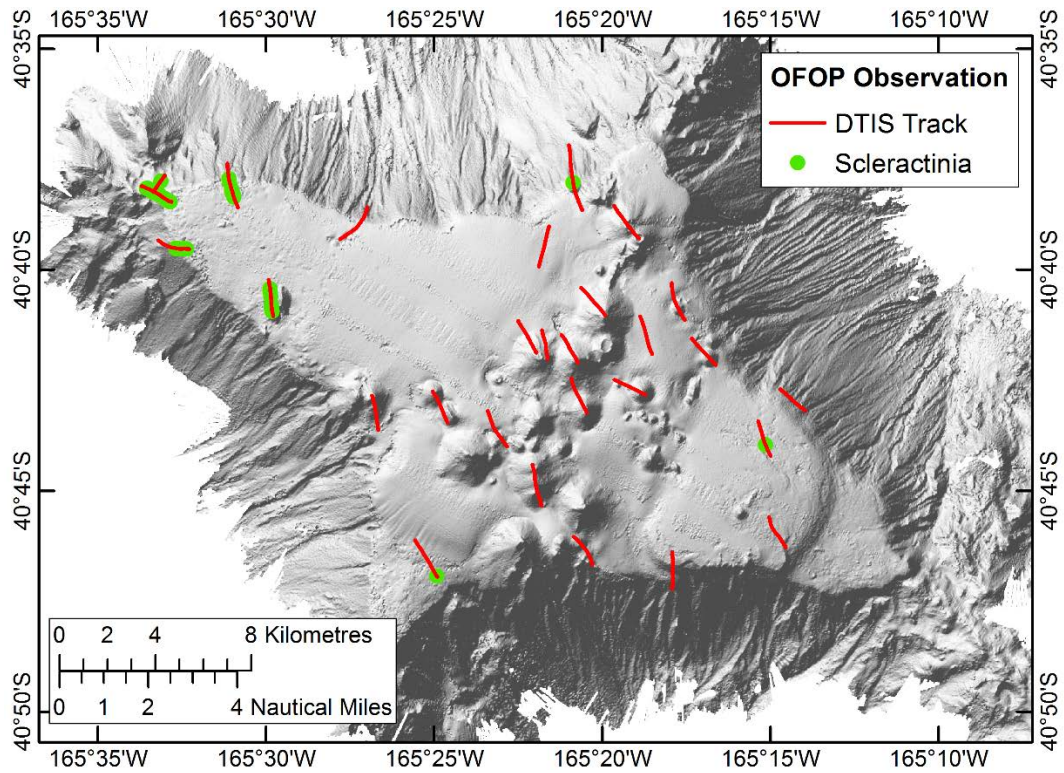 165°35'W 165°30'W 165°25'W 165°20'W 165°15'W 165°10'W
40°35'S 40°35'S
OFOP Observation
DTIS Track
Scleractinia
40°40'S 40°40'S
40°45'S 40°45'S
0 2 4 8 Kilometres
0 1 2 4 Nautical Miles
40°50'S 40°50'S
165°35'W 165°30'W 165°25'W 165°20'W 165°15'W 165°10'W